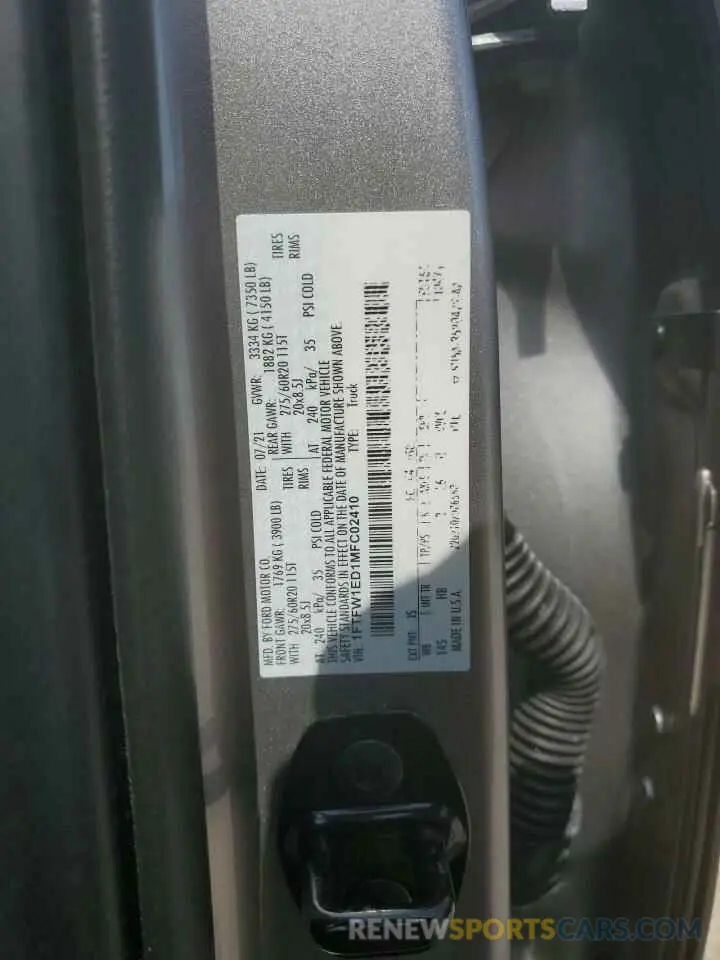 MFD. BY FORD MOTOR CO.
DATE: 07/21 GVWR: 3334 KG ( 7350 LB)
FRONT GAWR: 1769 KG ( 3900 LB) REAR GAWR: 1882 KG ( 4150 LB)
WITH 275/60R20 115T TIRES WITH 275/60R20 115T TIRES
20x8.5J RIMS 20x8.5J RIMS
AT 240 kPa/ 35 PSI COLD AT 240 kPa/ 35 PSI COLD
THIS VEHICLE CONFORMS TO ALL APPLICABLE FEDERAL MOTOR VEHICLE
SAFETY STANDARDS IN EFFECT ON THE DATE OF MANUFACTURE SHOWN ABOVE.
VIN: 1FTFW1ED1MFC02410 TYPE: Truck
EXT PNT:
WB INT TR TP/PS
145 HB
MADE IN U.S.A.
RENEWSPORTSCARS.COM